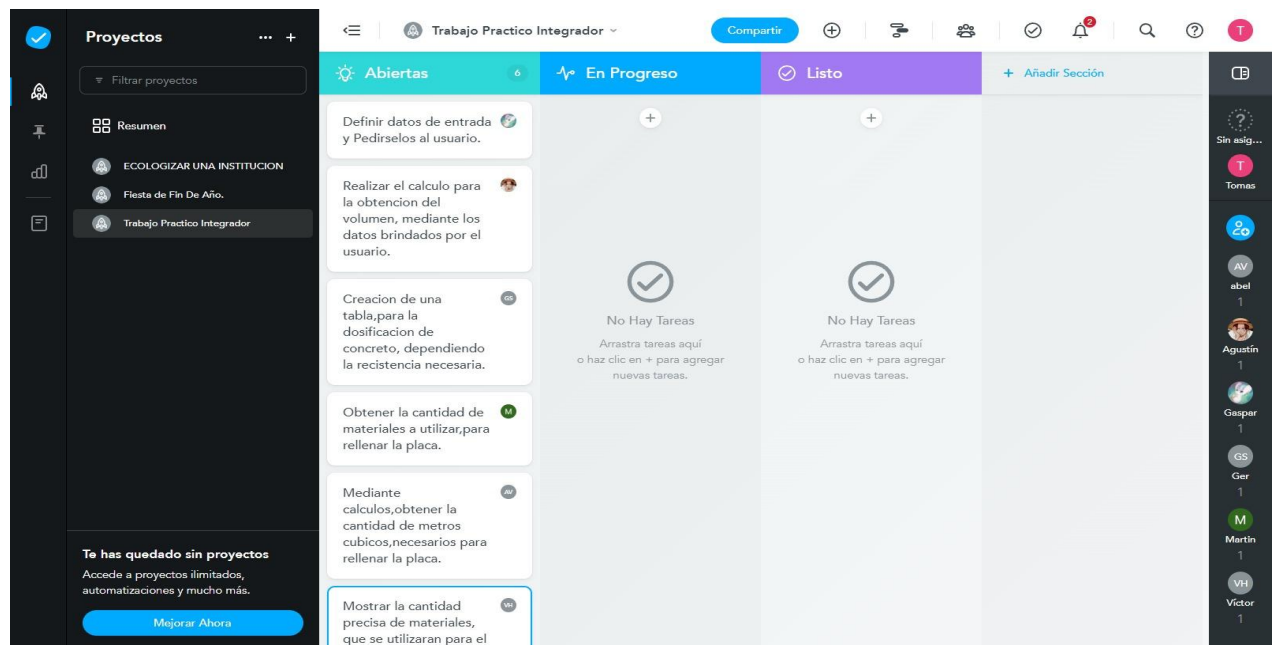 Proyectos
Filtrar proyectos
Resumen
ECOLOGIZAR UNA INSTITUCION
Fiesta de Fin De Año.
Trabajo Practico Integrador
Te has quedado sin proyectos
Accede a proyectos ilimitados,
automatizaciones y mucho más.
Mejorar Ahora
Trabajo Practico Integrador
Compartir
2
T
Abiertas
6
Definir datos de entrada
y Pedirselos al usuario.
Realizar el calculo para
la obtencion del
volumen, mediante los
datos brindados por el
usuario.
Creacion de una
tabla,para la
dosificacion de
concreto, dependiendo
la recistencia necesaria.
GS
Obtener la cantidad de
materiales a utilizar,para
rellenar la placa.
M
Mediante
calculos,obtener la
cantidad de metros
cubicos,necesarios para
rellenar la placa.
AV
Mostrar la cantidad
precisa de materiales,
que se utilizaran para el
VH
En Progreso
+
No Hay Tareas
Arrastra tareas aquí
o haz clic en + para agregar
nuevas tareas.
Listo
+
No Hay Tareas
Arrastra tareas aquí
o haz clic en + para agregar
nuevas tareas.
+ Añadir Sección
?
Sin asig...
T
Tomas
AV
abel
1
Agustín
1
Gaspar
1
GS
Ger
1
M
Martin
1
VH
Víctor
1